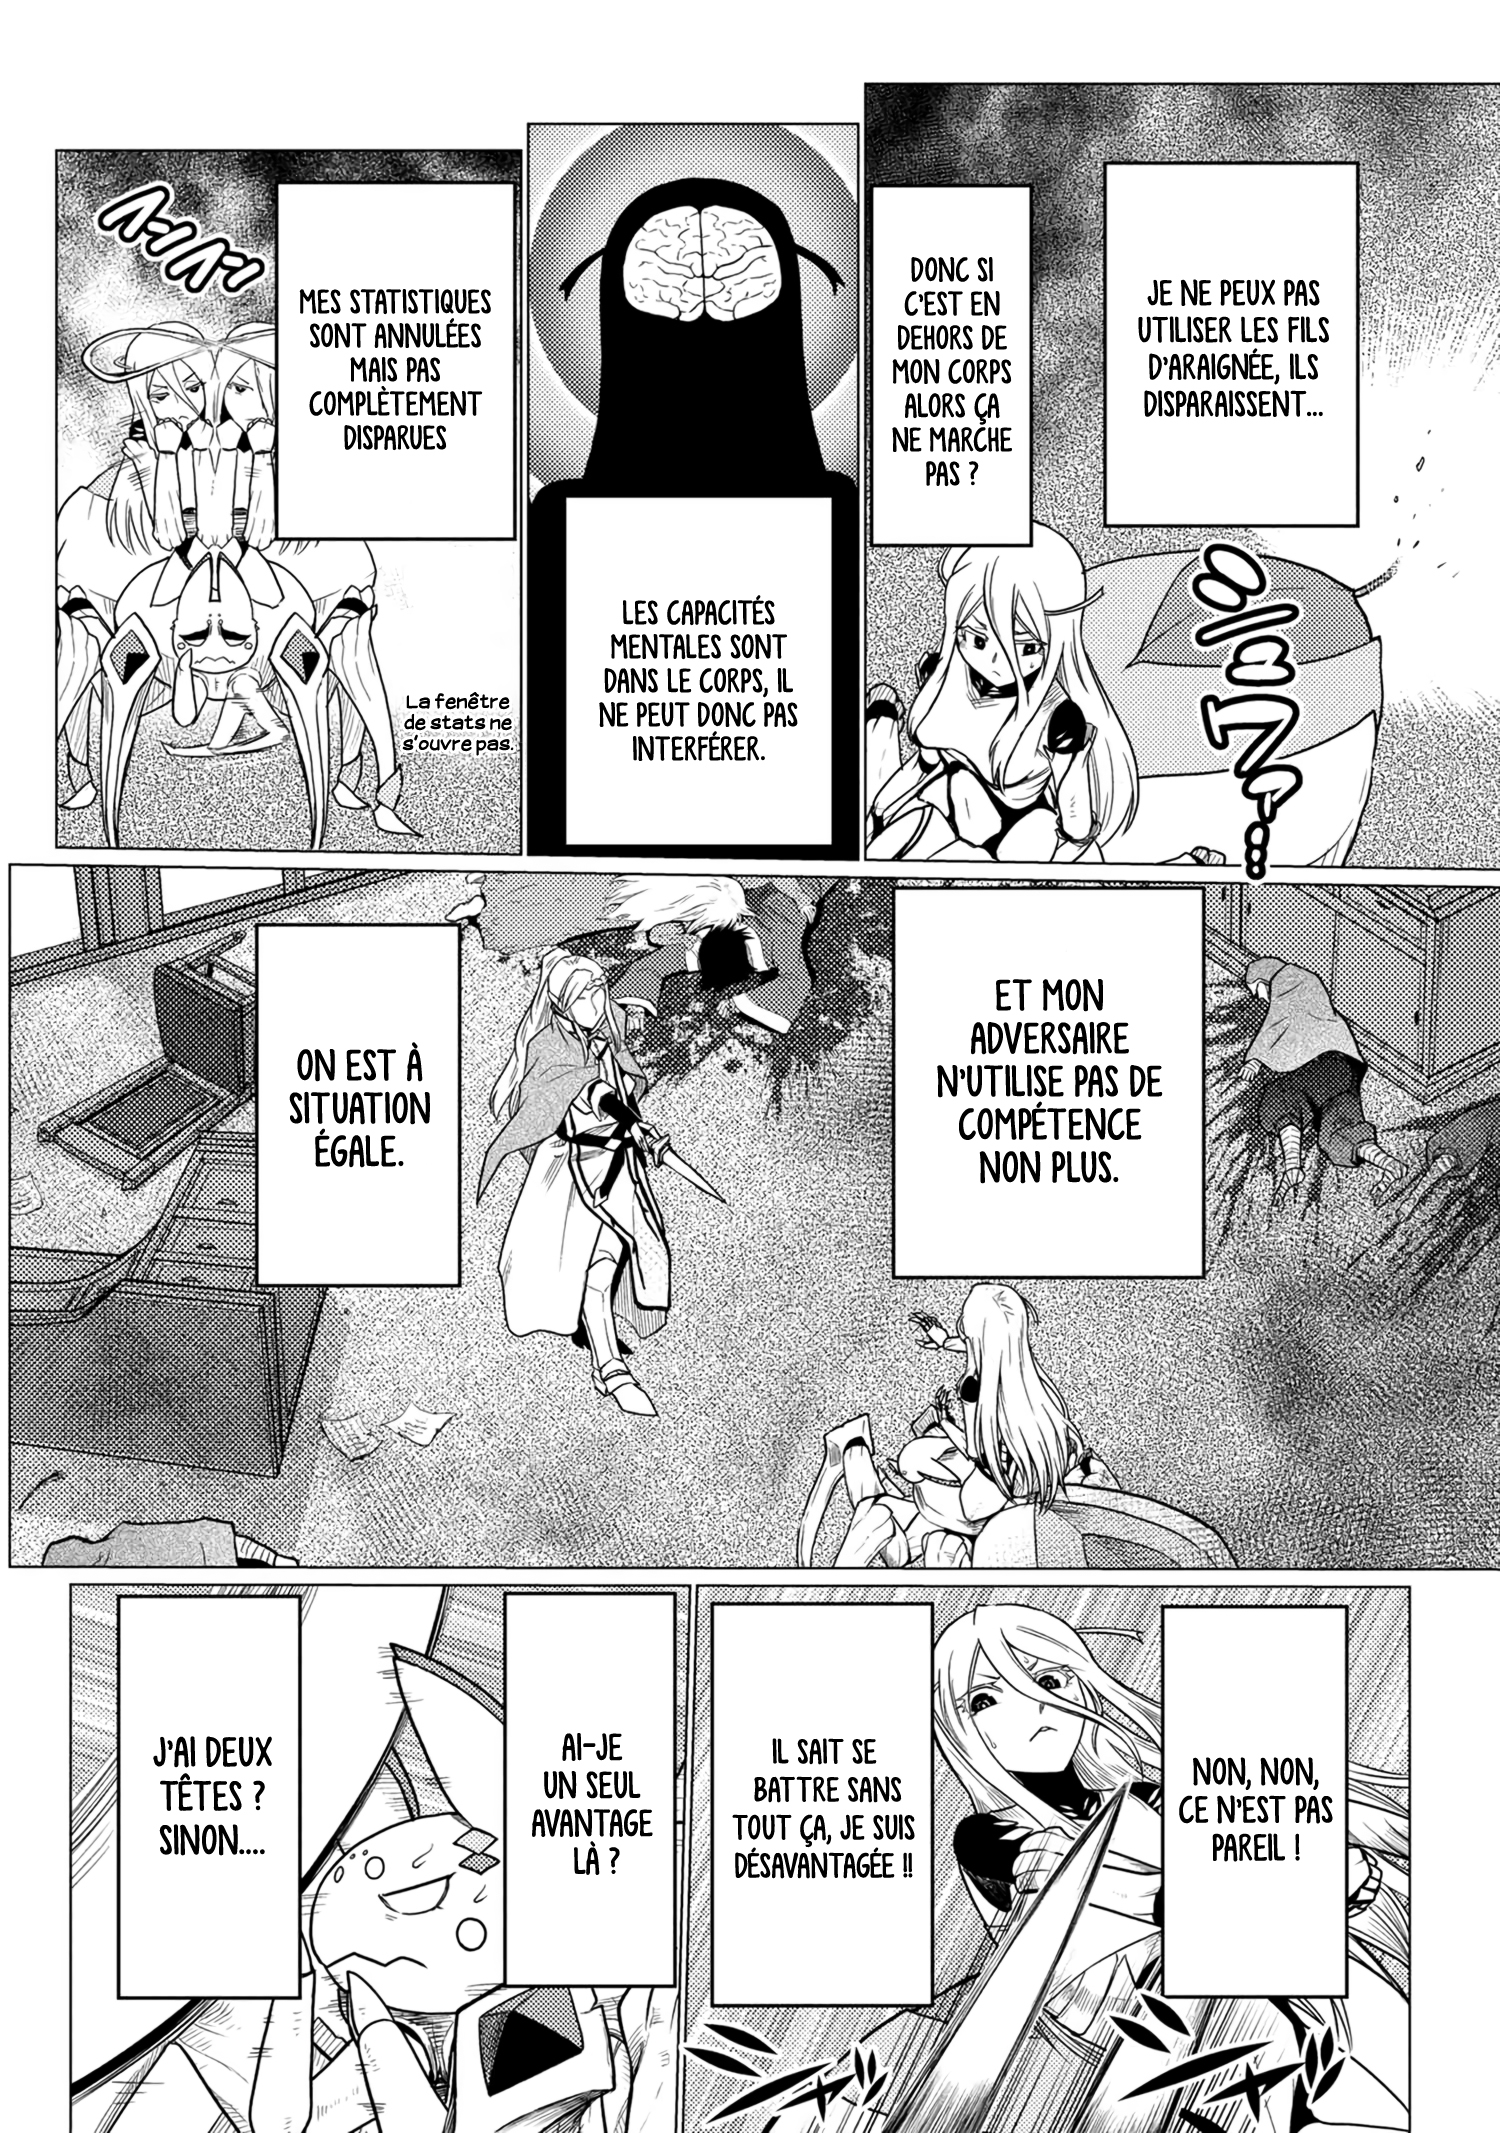 JE NE PEUX PAS
UTILISER LES FILS
D'ARAIGNÉE, ILS
DISPARAISSENT...
シュワァ…
DONC SI
C'EST EN
DEHORS DE
MON CORPS
ALORS ÇA
NE MARCHE
PAS ?
LES CAPACITÉS
MENTALES SONT
DANS LE CORPS, IL
NE PEUT DONC PAS
INTERFÉRER.
MES STATISTIQUES
SONT ANNULÉES
MAIS PAS
COMPLÈTEMENT
DISPARUES
La fenêtre
de stats ne
s'ouvre pas.
ET MON
ADVERSAIRE
N'UTILISE PAS DE
COMPÉTENCE
NON PLUS.
ON EST À
SITUATION
ÉGALE.
NON, NON,
CE N'EST PAS
PAREIL !
IL SAIT SE
BATTRE SANS
TOUT ÇA, JE SUIS
DÉSAVANTAGÉE !!
AI-JE
UN SEUL
AVANTAGE
LÀ ?
J'AI DEUX
TÊTES ?
SINON....